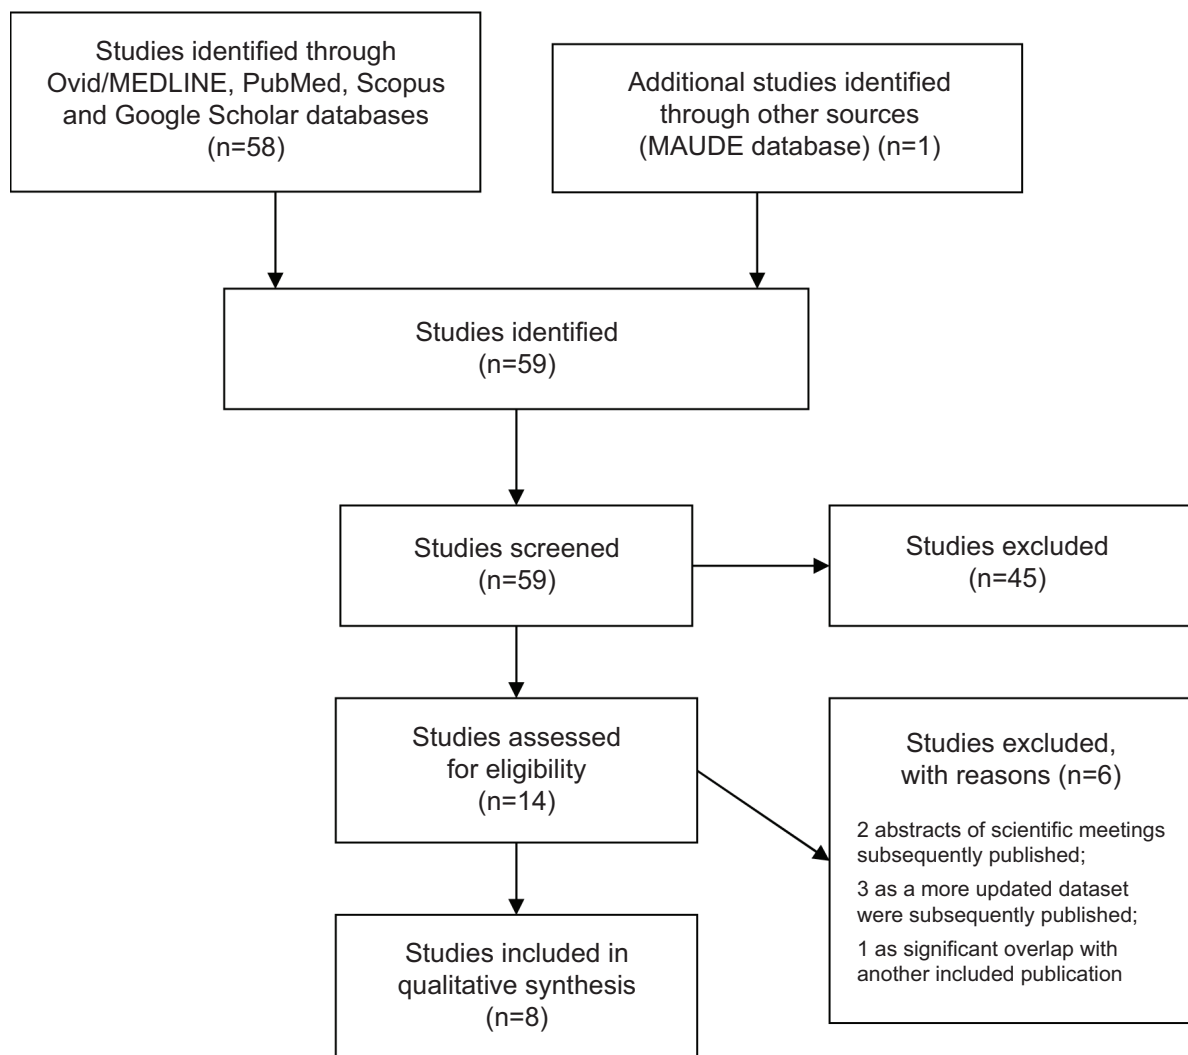 Studies identified through
Ovid/MEDLINE, PubMed, Scopus
and Google Scholar databases
(n=58)
Additional studies identified
through other sources
(MAUDE database) (n=1)
Studies identified
(n=59)
Studies screened
(n=59)
Studies excluded
(n=45)
Studies assessed
for eligibility
(n=14)
Studies excluded,
with reasons (n=6)
2 abstracts of scientific meetings
subsequently published;
3 as a more updated dataset
were subsequently published;
1 as significant overlap with
another included publication
Studies included in
qualitative synthesis
(n=8)